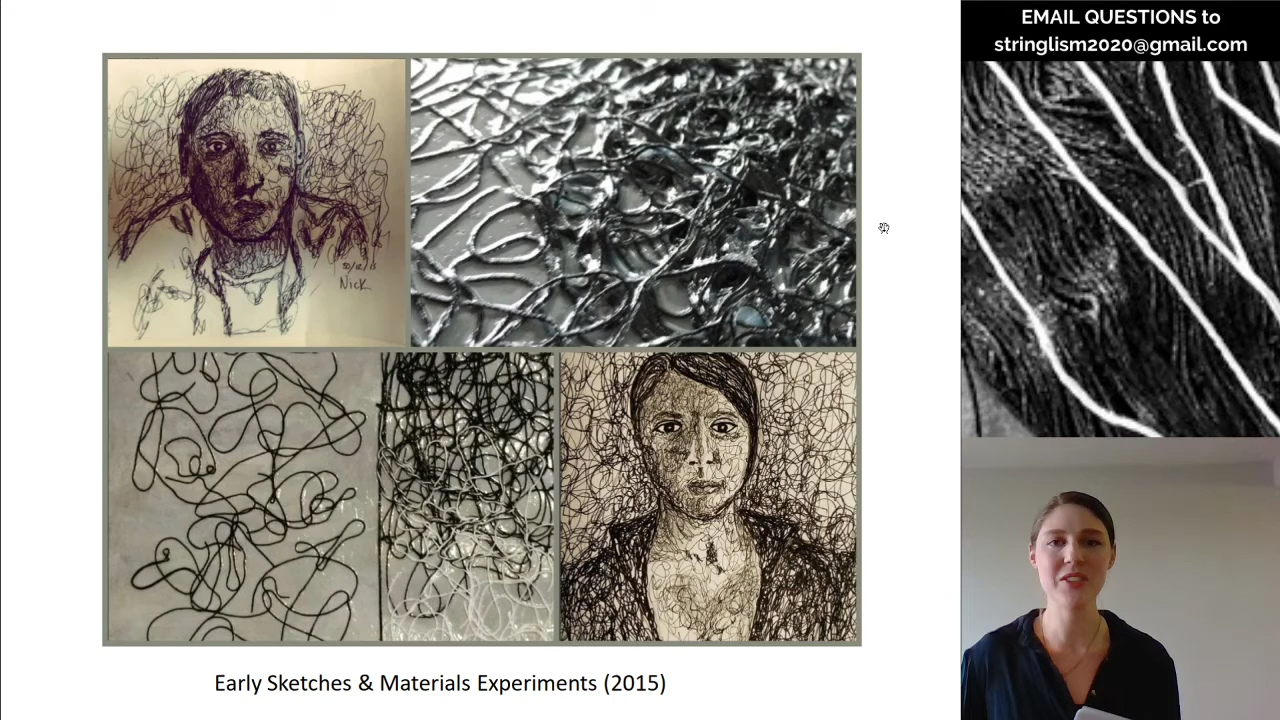 EMAIL QUESTIONS to
stringlism2020@gmail.com
Nick
Early Sketches & Materials Experiments (2015)